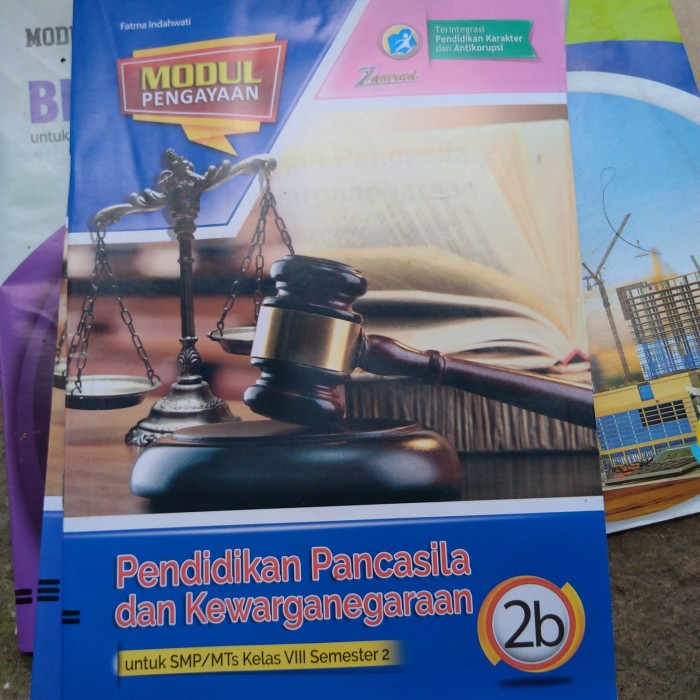 Fatma Indahwati
MODUL
PENGAYAAN
Terintegrasi
Pendidikan Karakter
dan Antikorupsi
Pendidikan Pancasila
dan Kewarganegaraan
untuk SMP/MTs Kelas VIII Semester 2
2b
untuk